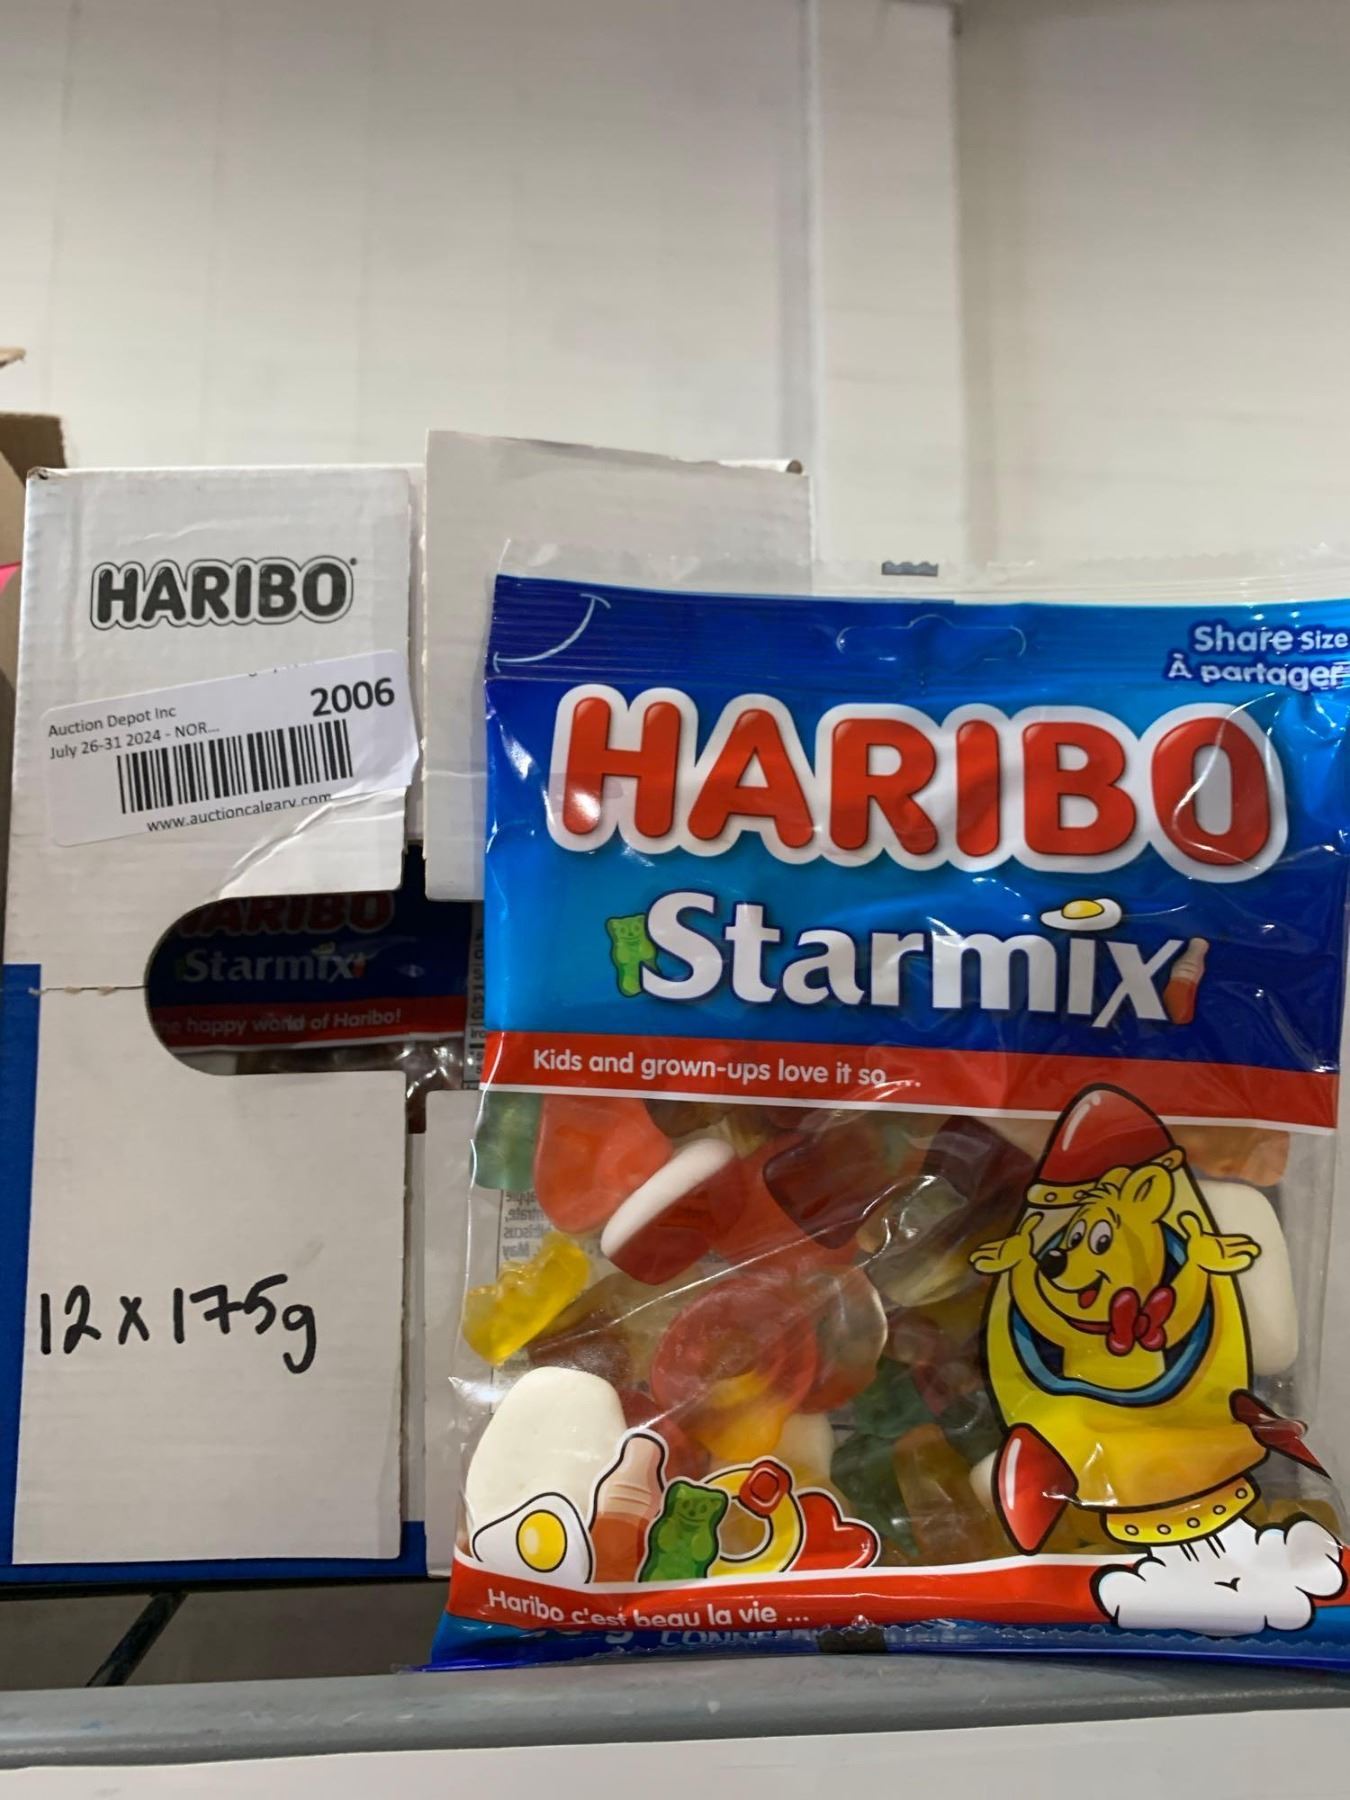 HARIBO
Auction Depot Inc
2006
July 26-31 2024 - NOR...
www.auctioncalgary.com
HARIBO
Starmix
happy world of Haribo!
12 x 175g
Share Size
À partager
HARIBO
Starmix
Kids and grown-ups love it so ...
Haribo c'est beau la vie ...